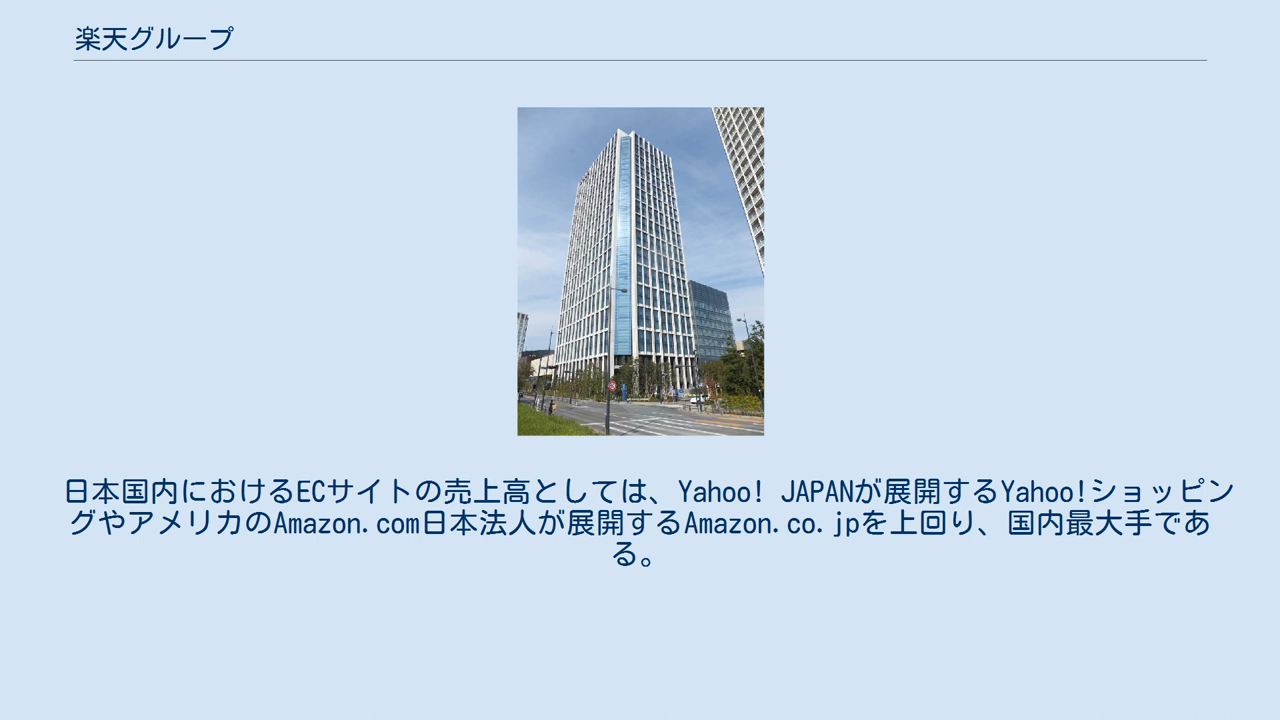 楽天グループ
日本国内におけるECサイトの売上高としては、Yahoo! JAPANが展開するYahoo!ショッピン
グやアメリカのAmazon.com日本法人が展開するAmazon.co.jpを上回り、国内最大手であ
る。